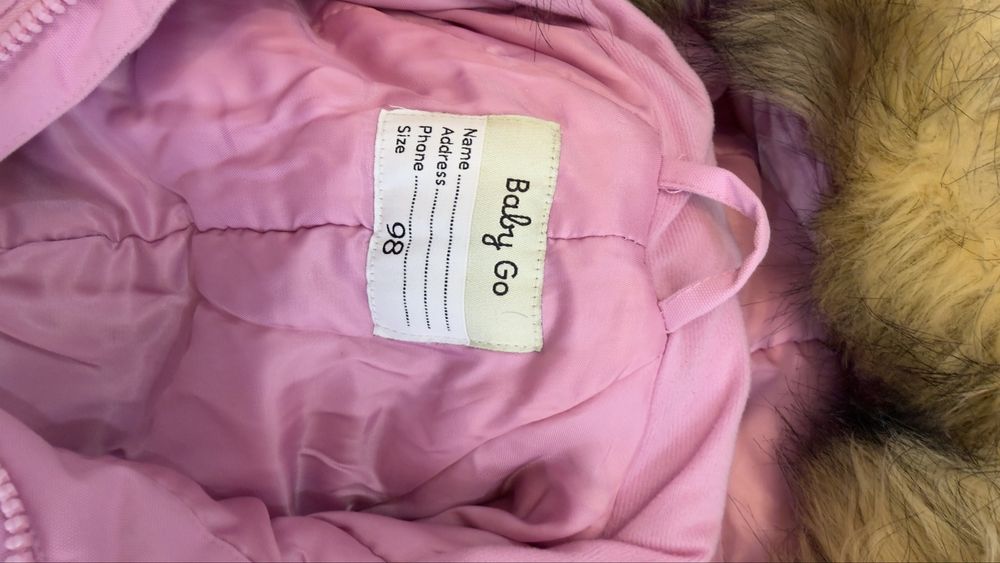 Baby Go
Name ..............................
Address ..........................
Phone ............................
Size 98